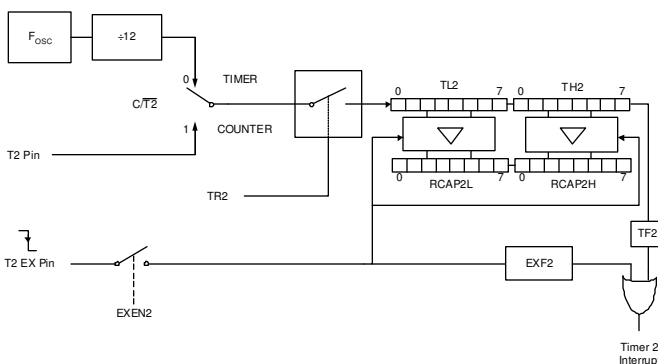 FOSC
÷12
0
TIMER
C/T2
1
COUNTER
T2 Pin
TR2
0
TL2
7
0
TH2
7
0
RCAP2L
7
0
RCAP2H
7
TF2
T2 EX Pin
EXEN2
EXF2
Timer 2
Interrup